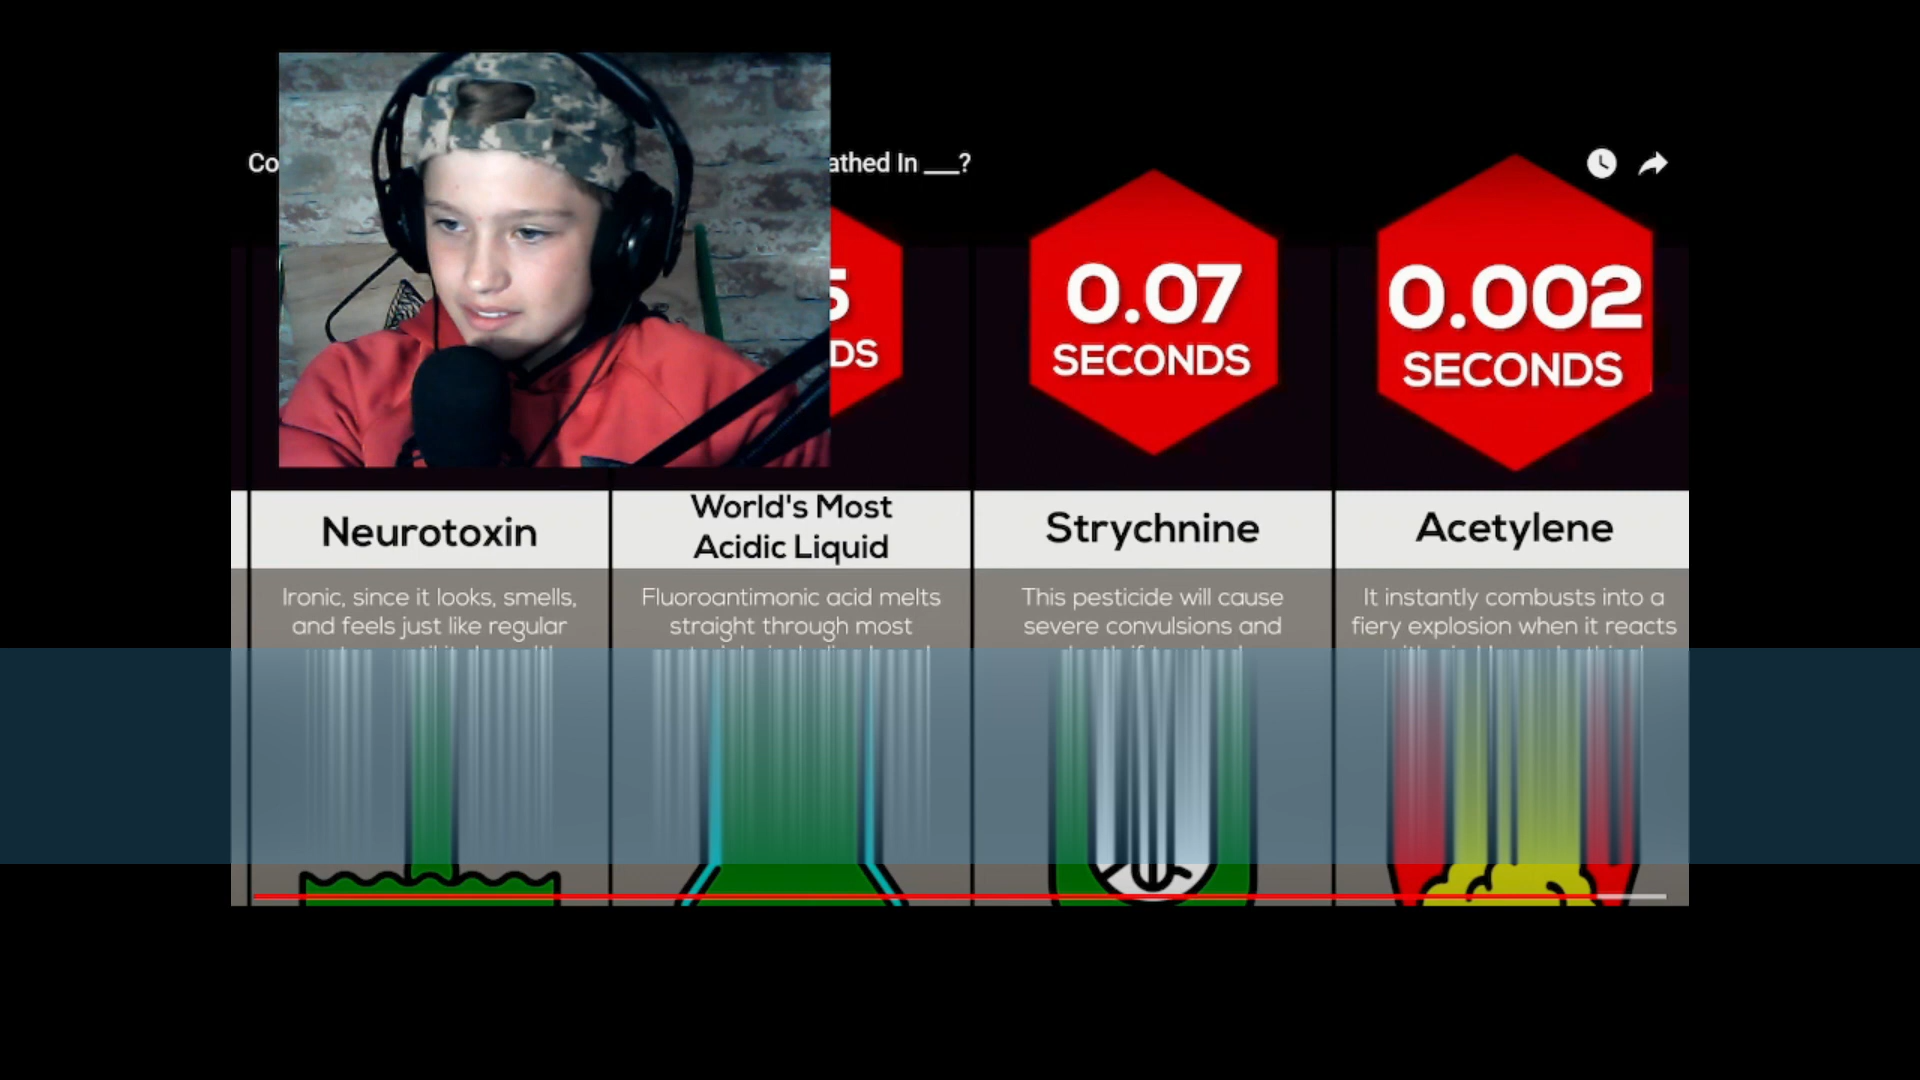 Co
athed In ___?
5
DS
0.07
SECONDS
0.002
SECONDS
Neurotoxin
World's Most
Acidic Liquid
Strychnine
Acetylene
Ironic, since it looks, smells,
and feels just like regular
Fluoroantimonic acid melts
straight through most
This pesticide will cause
severe convulsions and
It instantly combusts into a
fiery explosion when it reacts